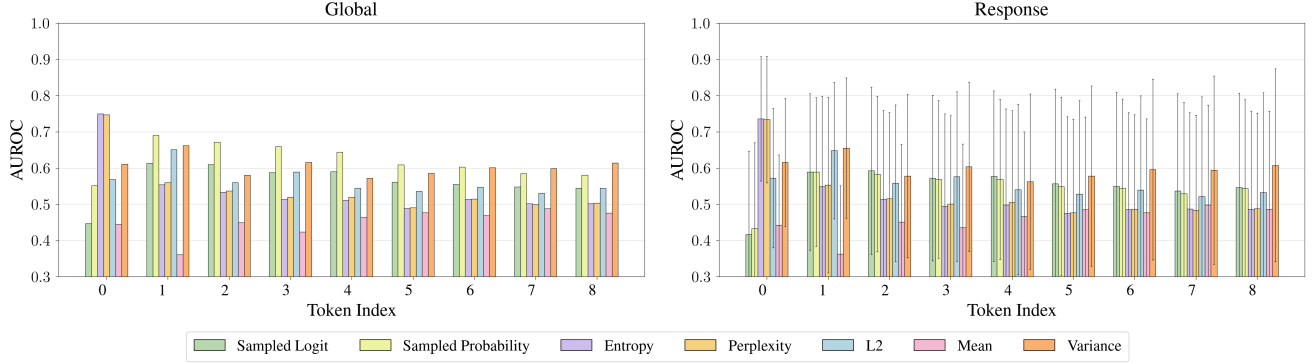 Global
1.0
0.9
0.8
0.7
0.6
0.5
0.4
0.3
AUROC
0 1 2 3 4 5 6 7 8
Token Index
Response
1.0
0.9
0.8
0.7
0.6
0.5
0.4
0.3
AUROC
0 1 2 3 4 5 6 7 8
Token Index
Sampled Logit Sampled Probability Entropy Perplexity L2 Mean Variance